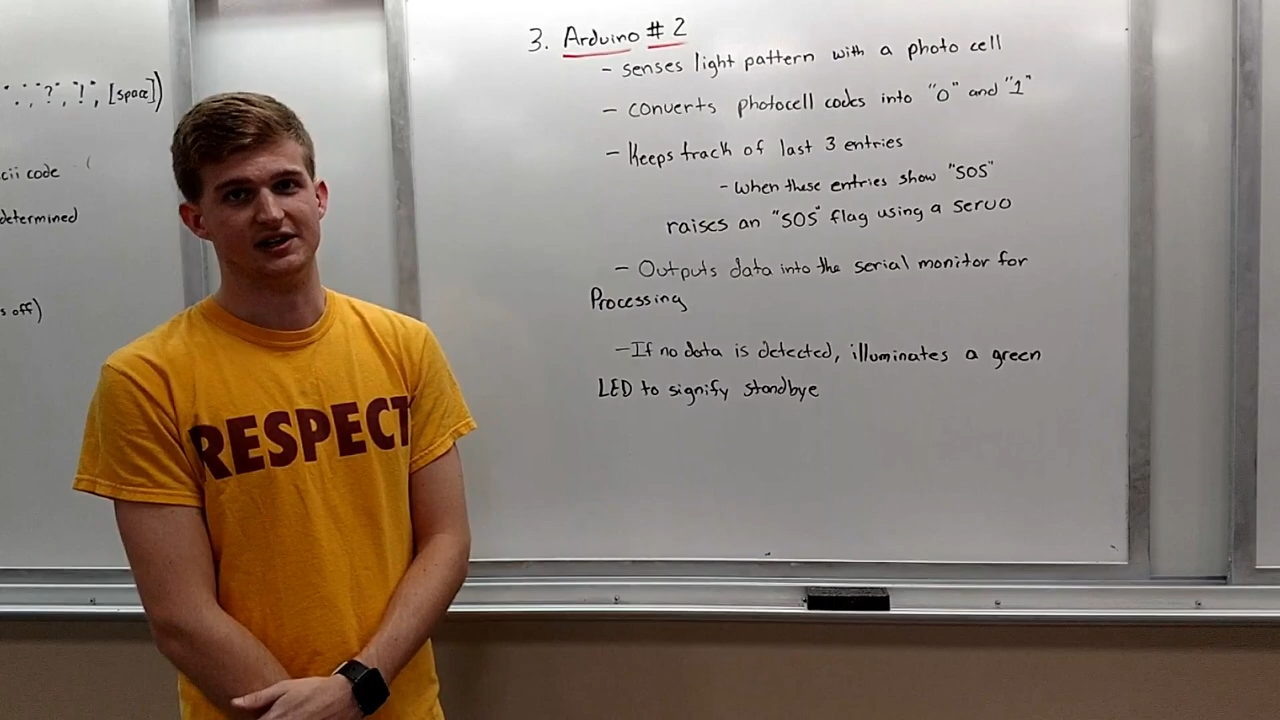 ".", "?", "!", [space])
cii code (
determined
s off)
RESPECT
3. Arduino # 2
- senses light pattern with a photo cell
- converts photocell codes into "0" and "1"
- Keeps track of last 3 entries
- When these entries show "SOS"
raises an "SOS" flag using a servo
- Outputs data into the serial monitor for
Processing
- If no data is detected, illuminates a green
LED to signify standbye